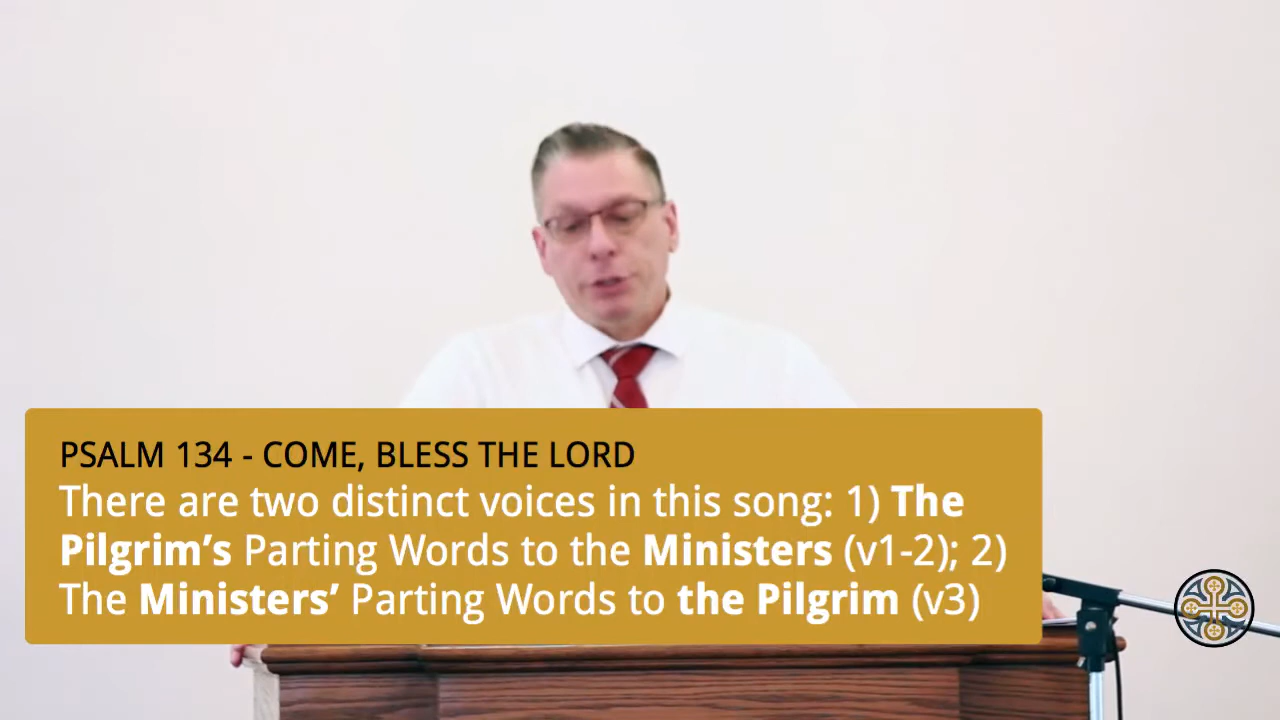 PSALM 134 - COME, BLESS THE LORD
There are two distinct voices in this song: 1) The
Pilgrim’s Parting Words to the Ministers (v1-2); 2)
The Ministers’ Parting Words to the Pilgrim (v3)